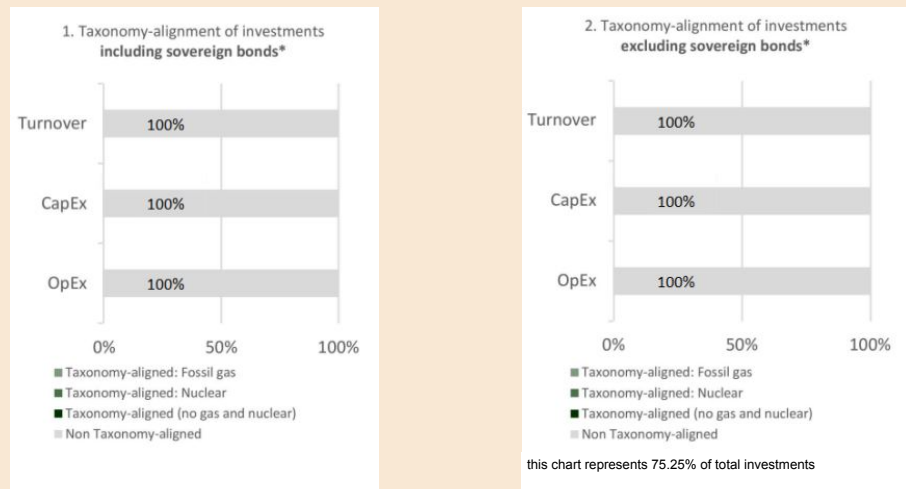 1. Taxonomy-alignment of investments
including sovereign bonds*
Turnover 100%
CapEx 100%
OpEx 100%
0% 50% 100%
Taxonomy-aligned: Fossil gas
Taxonomy-aligned: Nuclear
Taxonomy-aligned (no gas and nuclear)
Non Taxonomy-aligned
2. Taxonomy-alignment of investments
excluding sovereign bonds*
Turnover 100%
CapEx 100%
OpEx 100%
0% 50% 100%
Taxonomy-aligned: Fossil gas
Taxonomy-aligned: Nuclear
Taxonomy-aligned (no gas and nuclear)
Non Taxonomy-aligned
this chart represents 75.25% of total investments